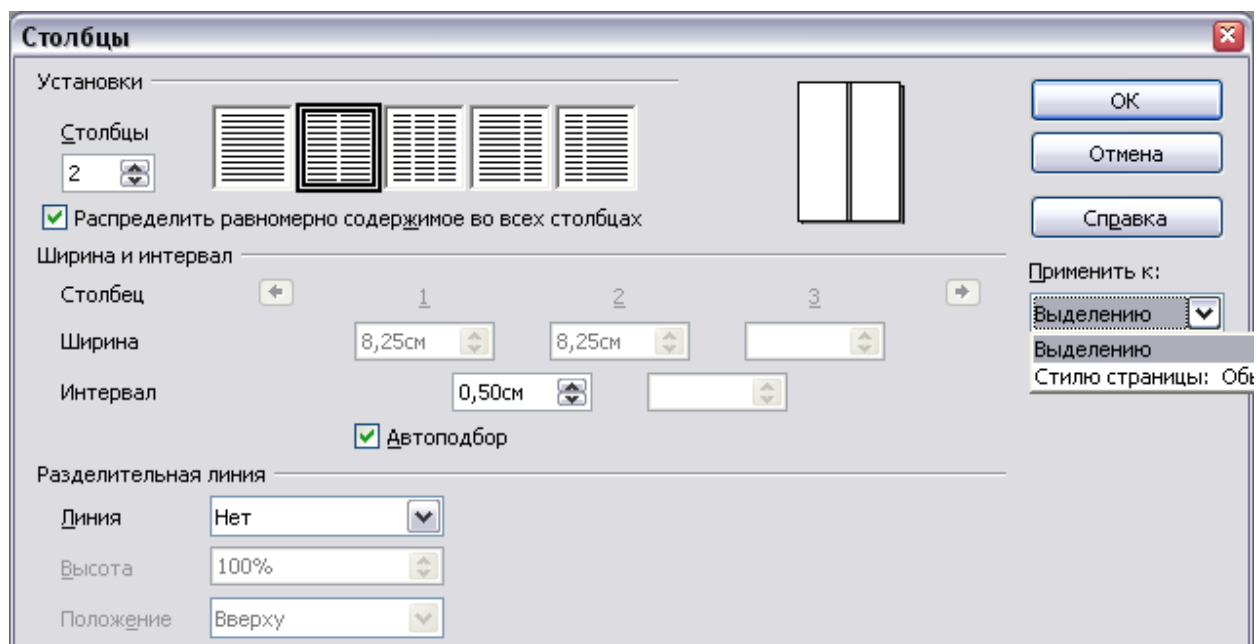 Столбцы
Установки
Столбцы
2
Распределить равномерно содержимое во всех столбцах
Ширина и интервал
Столбец 1 2 3
Ширина 8,25см 8,25см
Интервал 0,50см
Автоподбор
Разделительная линия
Линия Нет
Высота 100%
Положение Вверху
ОК
Отмена
Справка
Применить к:
Выделению
Выделению
Стилю страницы: